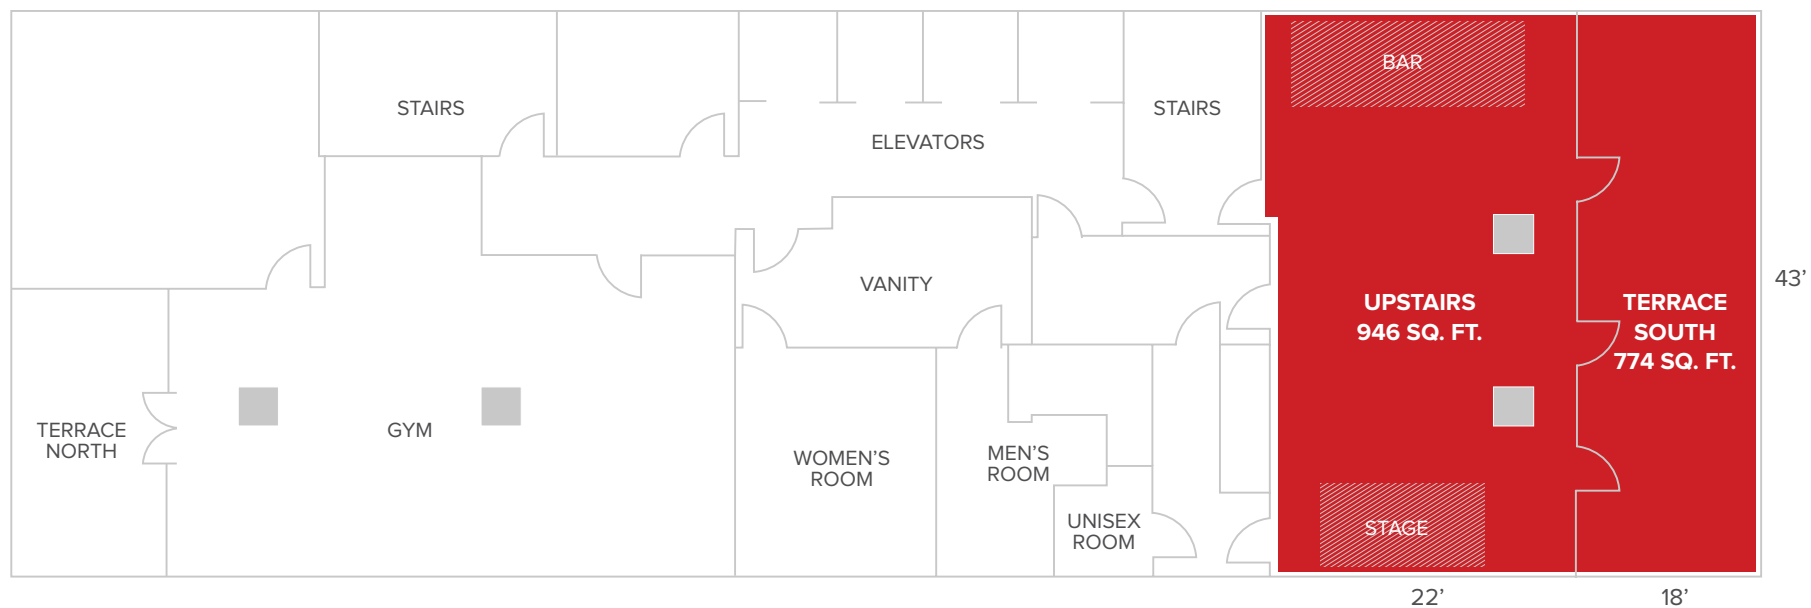 BAR
STAIRS
STAIRS
ELEVATORS
VANITY
UPSTAIRS
946 SQ. FT.
TERRACE
SOUTH
774 SQ. FT.
43’
TERRACE
NORTH
GYM
WOMEN’S
ROOM
MEN’S
ROOM
UNISEX
ROOM
STAGE
22’
18’